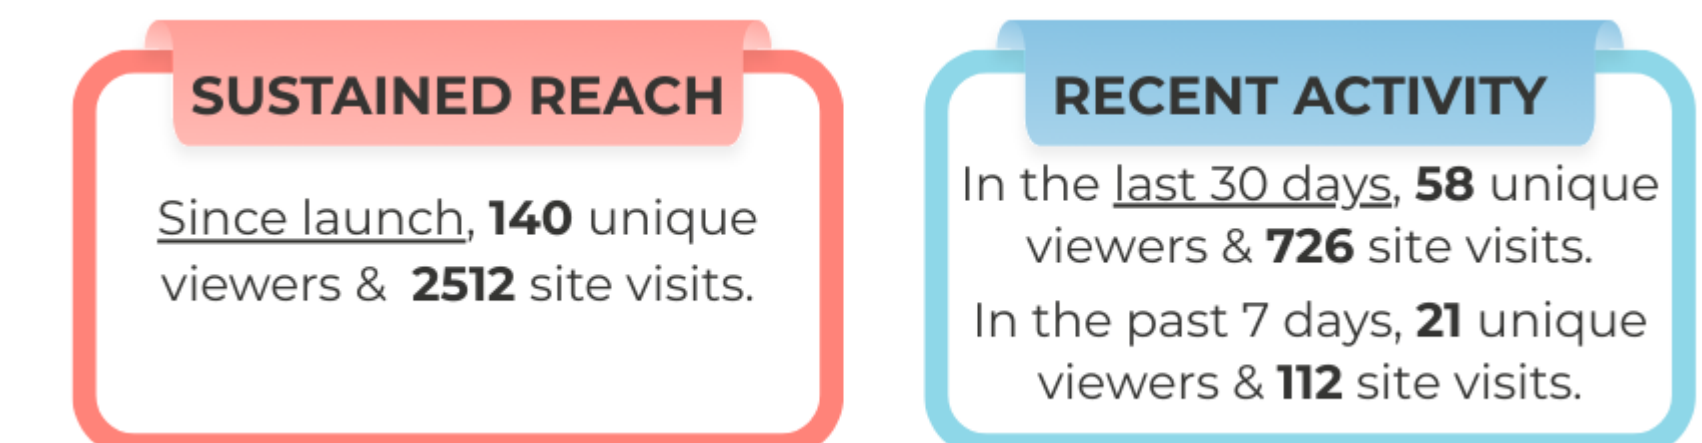 SUSTAINED REACH
Since launch, 140 unique
viewers & 2512 site visits.
RECENT ACTIVITY
In the last 30 days, 58 unique
viewers & 726 site visits.
In the past 7 days, 21 unique
viewers & 112 site visits.